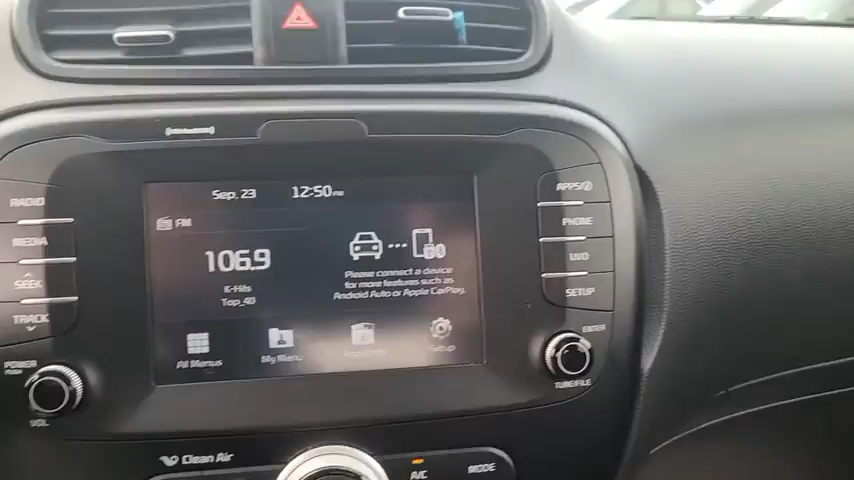 RADIO
MEDIA
SEEK
TRACK
POWER
PUSH
VOL
Sep, 23 12:50 PM
FM
106.9
K-Hits
Top_40
Please connect a device
for more features such as
Android Auto or Apple CarPlay.
All Menus
My Menu
Setup
APPS
PHONE
UVO
SETUP
ENTER
TUNE/FILE
Clean Air
A/C
MODE